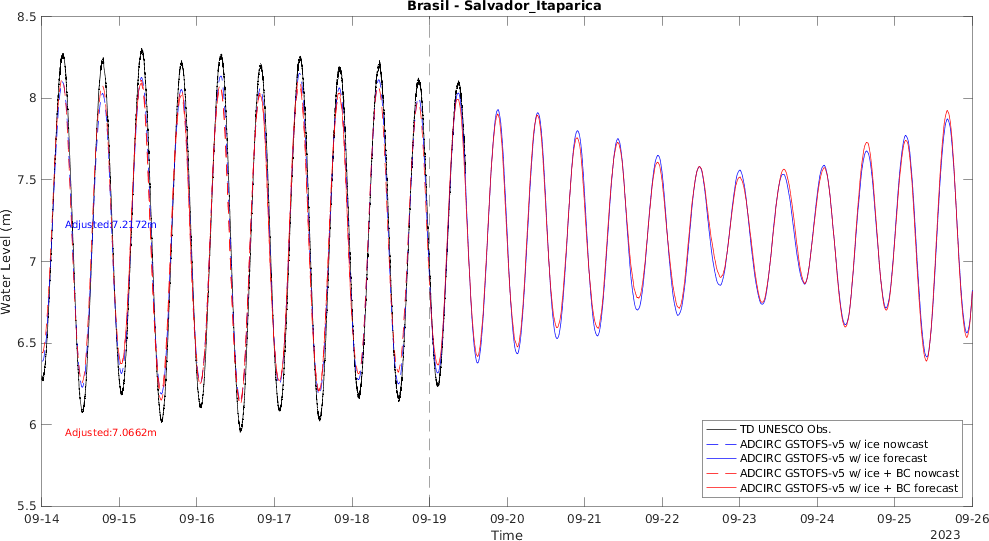 Brasil - Salvador_Itaparica
Water Level (m)
8.5
8
7.5
7
6.5
6
5.5
Adjusted:7.2172m
Adjusted:7.0662m
TD UNESCO Obs.
ADCIRC GSTOFS-v5 w/ ice nowcast
ADCIRC GSTOFS-v5 w/ ice forecast
ADCIRC GSTOFS-v5 w/ ice + BC nowcast
ADCIRC GSTOFS-v5 w/ ice + BC forecast
09-14 09-15 09-16 09-17 09-18 09-19 09-20 09-21 09-22 09-23 09-24 09-25 09-26
Time
2023